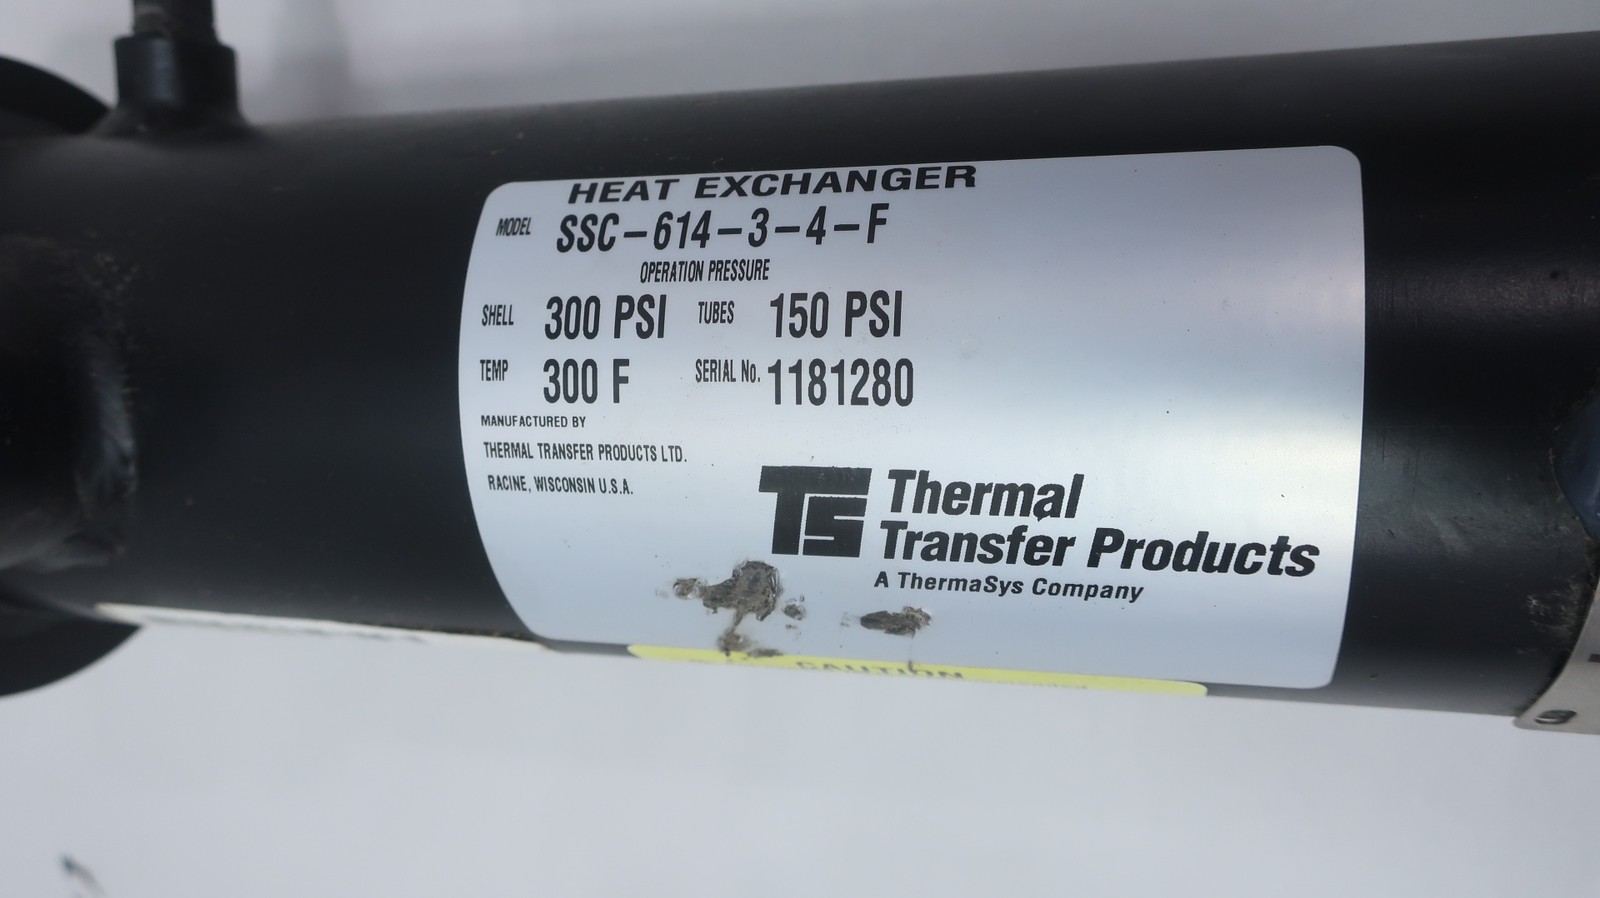 HEAT EXCHANGER
MODEL SSC-614-3-4-F
OPERATION PRESSURE
SHELL 300 PSI TUBES 150 PSI
TEMP 300 F SERIAL No. 1181280
MANUFACTURED BY
THERMAL TRANSFER PRODUCTS LTD.
RACINE, WISCONSIN U.S.A.
TS Thermal
Transfer Products
A ThermaSys Company
CAUTION